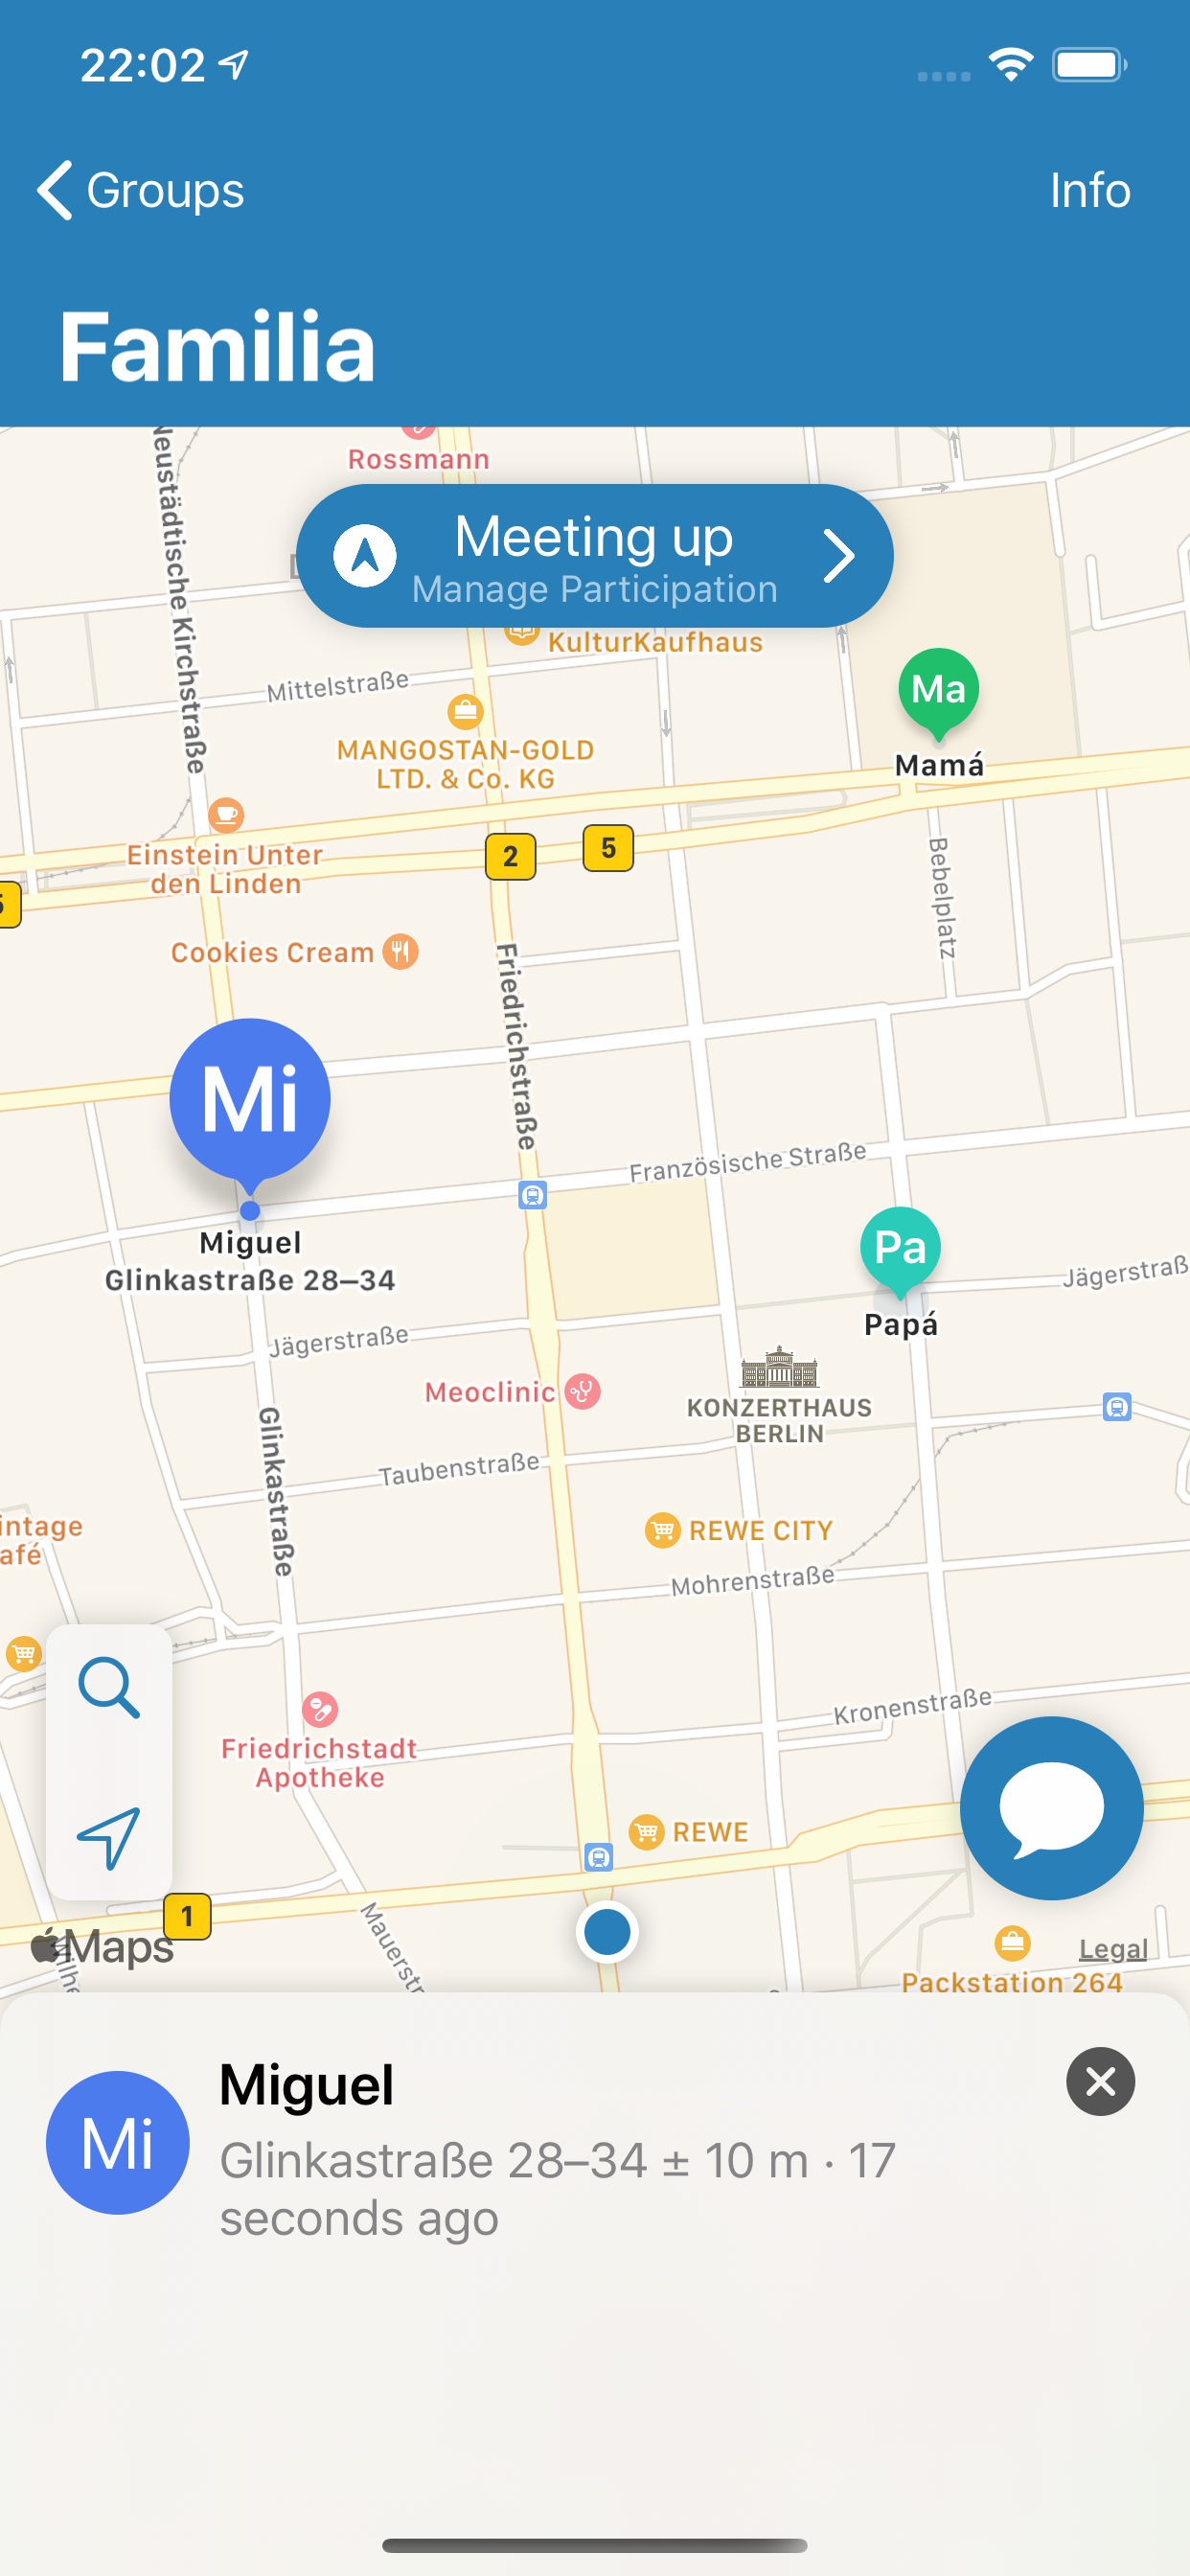 22:02
Groups
Info
Familia
Neustädtische Kirchstraße
Rossmann
Meeting up
Manage Participation
KulturKaufhaus
Mittelstraße
Ma
Mamá
MANGOSTAN-GOLD
LTD. & Co. KG
Einstein Unter
den Linden
2
5
5
Bebelplatz
Cookies Cream
Friedrichstraße
Mi
Miguel
Glinkastraße 28–34
Französische Straße
Pa
Papá
Jägerstraß
Jägerstraße
Meoclinic
KONZERTHAUS
BERLIN
Glinkastraße
Taubenstraße
intage
afé
REWE CITY
Mohrenstraße
Kronenstraße
Friedrichstadt
Apotheke
REWE
1
Maps
Wilhe
Mauerstr
Legal
Packstation 264
Mi
Miguel
Glinkastraße 28–34 ± 10 m · 17
seconds ago